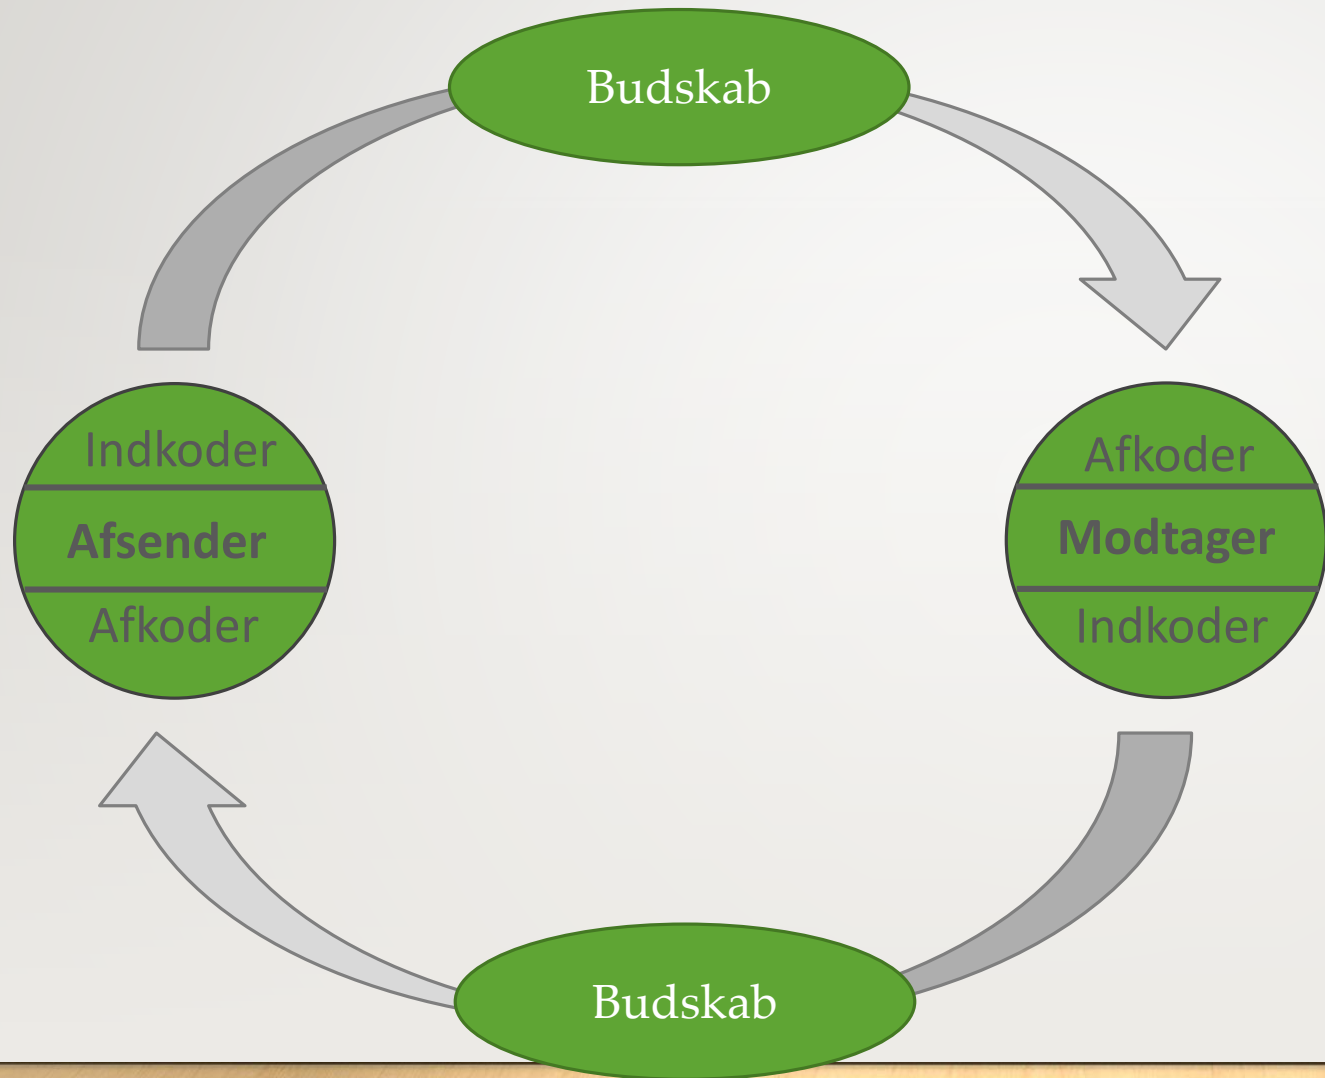 Budskab
Indkoder
Afsender
Afkoder
Afkoder
Modtager
Indkoder
Budskab